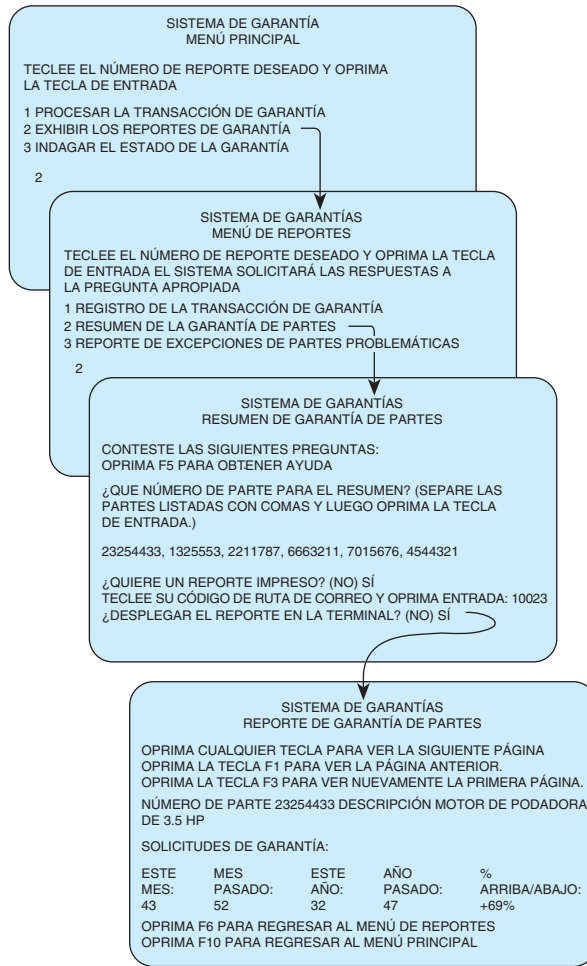 SISTEMA DE GARANTÍA
MENÚ PRINCIPAL
TECLEE EL NÚMERO DE REPORTE DESEADO Y OPRIMA
LA TECLA DE ENTRADA
1 PROCESAR LA TRANSACCIÓN DE GARANTÍA
2 EXHIBIR LOS REPORTES DE GARANTÍA
3 INDAGAR EL ESTADO DE LA GARANTÍA
2
SISTEMA DE GARANTÍAS
MENÚ DE REPORTES
TECLEE EL NÚMERO DE REPORTE DESEADO Y OPRIMA LA TECLA
DE ENTRADA EL SISTEMA SOLICITARÁ LAS RESPUESTAS A
LA PREGUNTA APROPIADA
1 REGISTRO DE LA TRANSACCIÓN DE GARANTÍA
2 RESUMEN DE LA GARANTÍA DE PARTES
3 REPORTE DE EXCEPCIONES DE PARTES PROBLEMÁTICAS
2
SISTEMA DE GARANTÍAS
RESUMEN DE GARANTÍA DE PARTES
CONTESTE LAS SIGUIENTES PREGUNTAS:
OPRIMA F5 PARA OBTENER AYUDA
¿QUE NÚMERO DE PARTE PARA EL RESUMEN? (SEPARE LAS
PARTES LISTADAS CON COMAS Y LUEGO OPRIMA LA TECLA
DE ENTRADA.)
23254433, 1325553, 2211787, 6663211, 7015676, 4544321
¿QUIERE UN REPORTE IMPRESO? (NO) SÍ
TECLEE SU CÓDIGO DE RUTA DE CORREO Y OPRIMA ENTRADA: 10023
¿DESPLEGAR EL REPORTE EN LA TERMINAL? (NO) SÍ
SISTEMA DE GARANTÍAS
REPORTE DE GARANTÍA DE PARTES
OPRIMA CUALQUIER TECLA PARA VER LA SIGUIENTE PÁGINA
OPRIMA LA TECLA F1 PARA VER LA PÁGINA ANTERIOR.
OPRIMA LA TECLA F3 PARA VER NUEVAMENTE LA PRIMERA PÁGINA.
NÚMERO DE PARTE 23254433 DESCRIPCIÓN MOTOR DE PODADORA
DE 3.5 HP
SOLICITUDES DE GARANTÍA:
ESTE MES ESTE AÑO %
MES: PASADO: AÑO: PASADO: ARRIBA/ABAJO:
43 52 32 47 +69%
OPRIMA F6 PARA REGRESAR AL MENÚ DE REPORTES
OPRIMA F10 PARA REGRESAR AL MENÚ PRINCIPAL